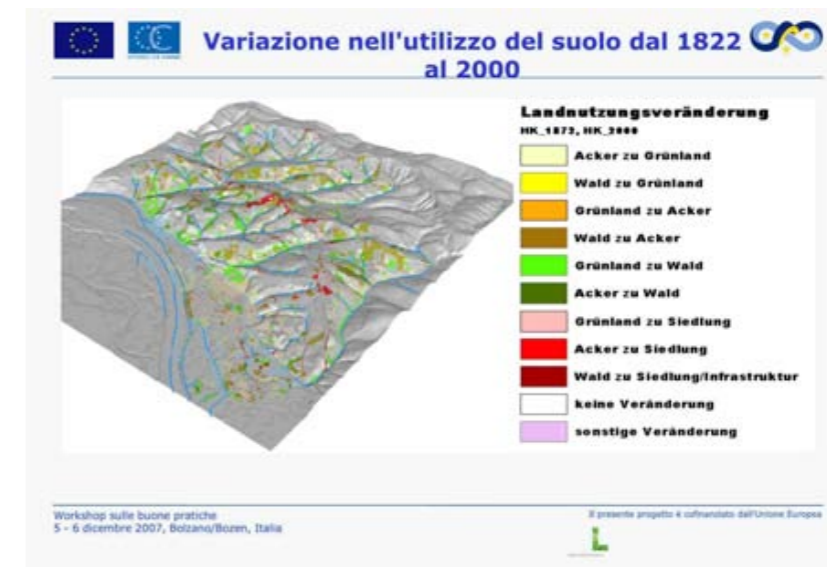 Variazione nell'utilizzo del suolo dal 1822
al 2000
Landnutzungsveränderung
HK_1873, HK_2000
Acker zu Grünland
Wald zu Grünland
Grünland zu Acker
Wald zu Acker
Grünland zu Wald
Acker zu Wald
Grünland zu Siedlung
Acker zu Siedlung
Wald zu Siedlung/Infrastruktur
keine Veränderung
sonstige Veränderung
Workshop sulle buone pratiche
5 - 6 dicembre 2007, Bolzano/Bozen, Italia
Il presente progetto è cofinanziato dall'Unione Europea
L